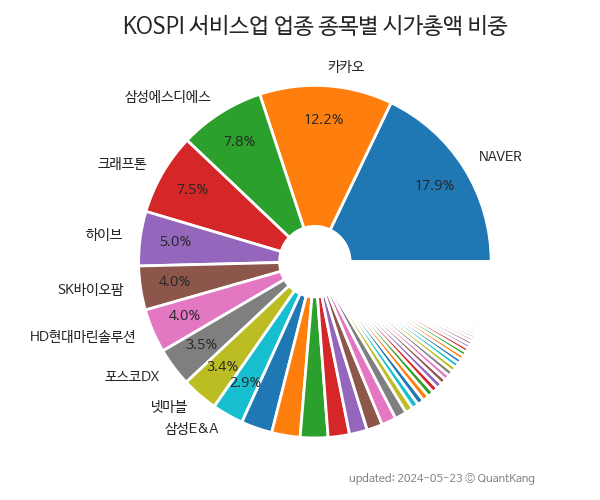 KOSPI 서비스업 업종 종목별 시가총액 비중
카카오
삼성에스디에스
12.2%
7.8%
NAVER
크래프톤
17.9%
7.5%
하이브
5.0%
SK바이오팜
4.0%
4.0%
HD현대마린솔루션
3.5%
3.4%
포스코DX
2.9%
넷마블
삼성E&A
updated: 2024-05-23 © QuantKang